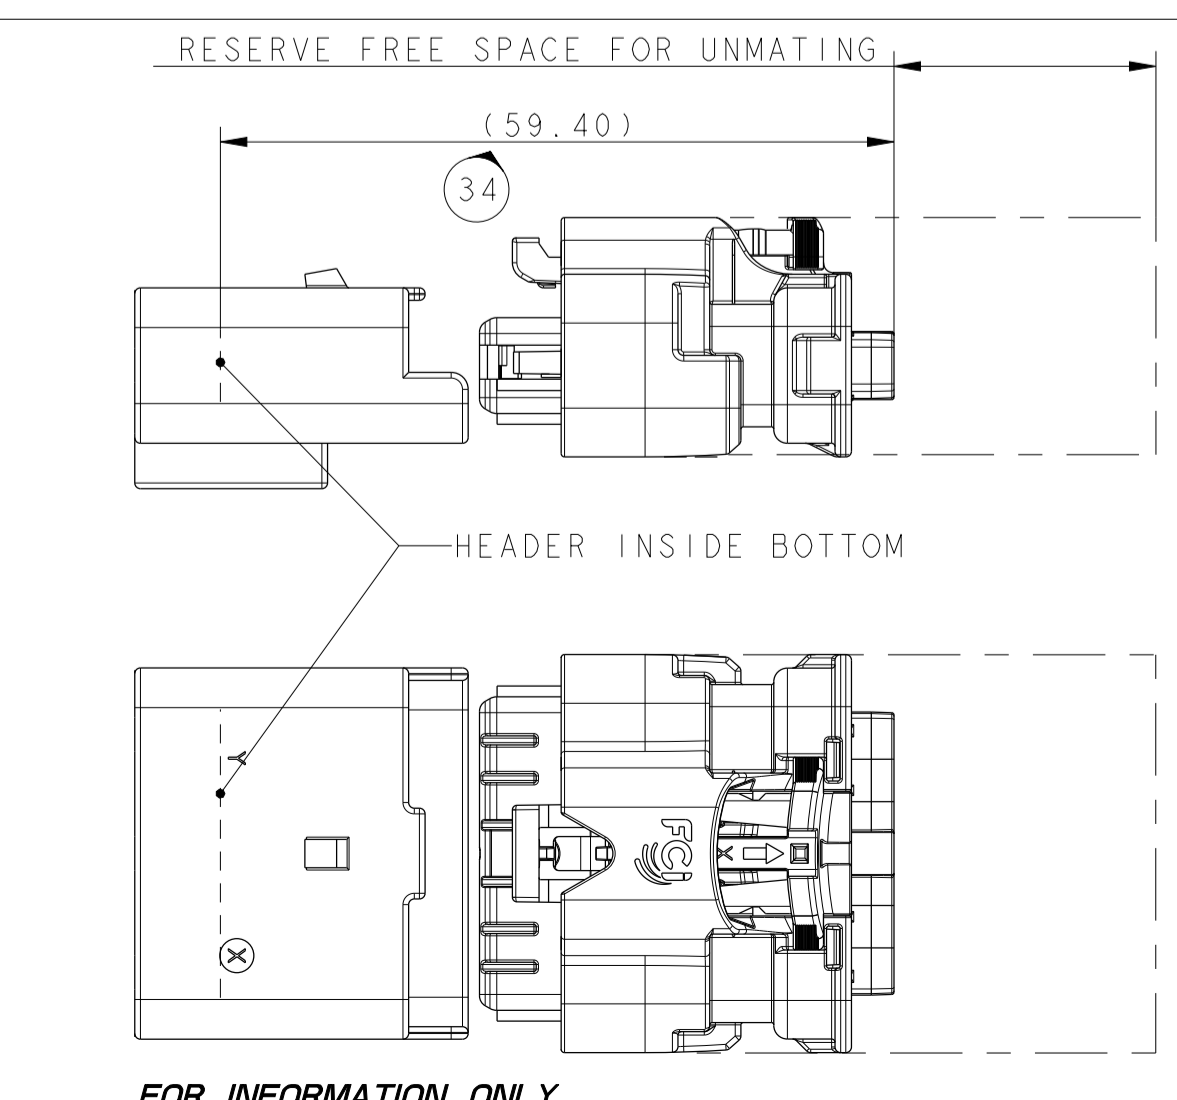 RESERVE FREE SPACE FOR UNMATING
(59.40)
34
HEADER INSIDE BOTTOM
Y
FCI
X
X
FOR INFORMATION ONLY